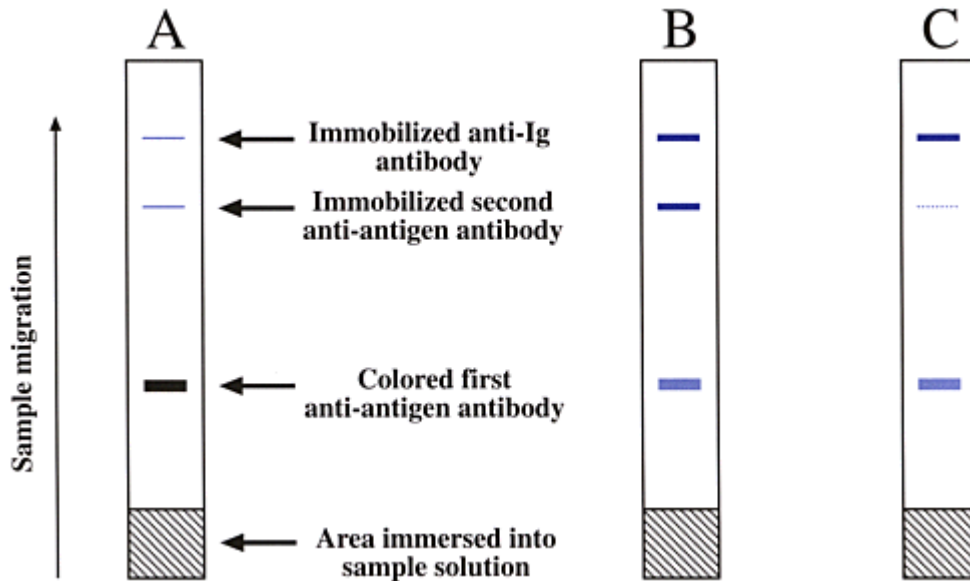 A
B
C
Immobilized anti-Ig
antibody
Immobilized second
anti-antigen antibody
Sample migration
Colored first
anti-antigen antibody
Area immersed into
sample solution